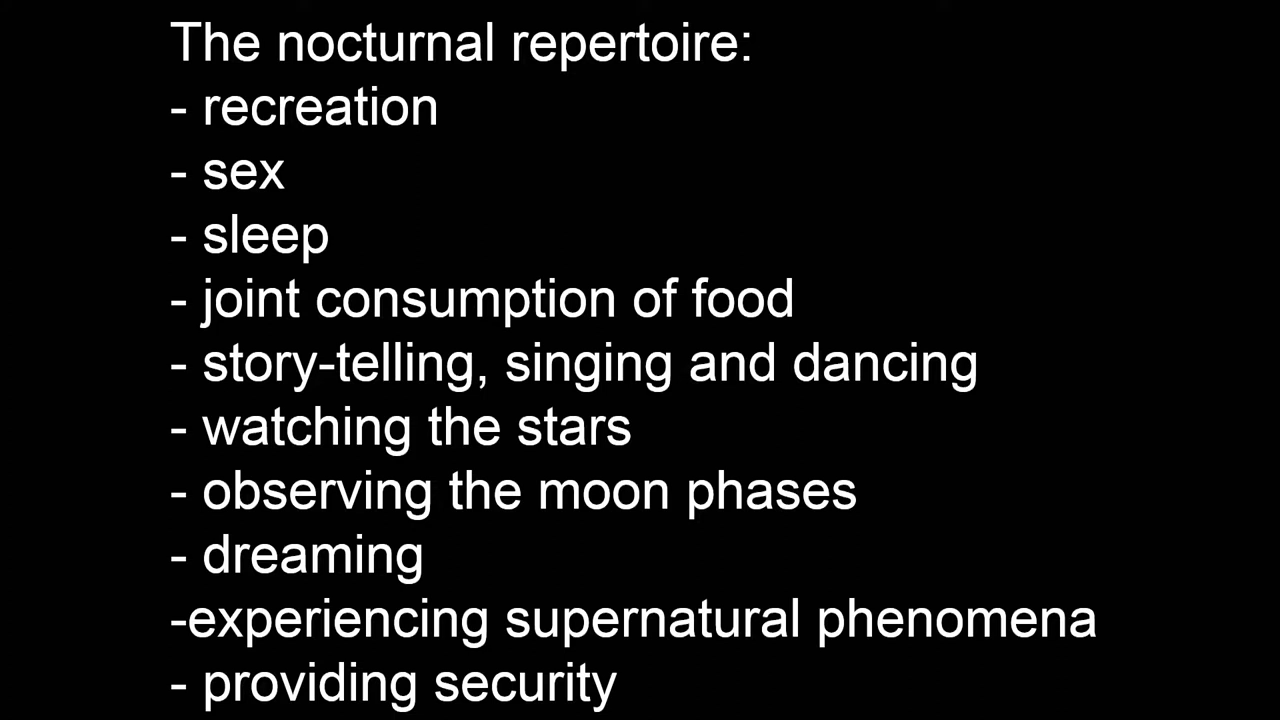 The nocturnal repertoire:
- recreation
- sex
- sleep
- joint consumption of food
- story-telling, singing and dancing
- watching the stars
- observing the moon phases
- dreaming
-experiencing supernatural phenomena
- providing security